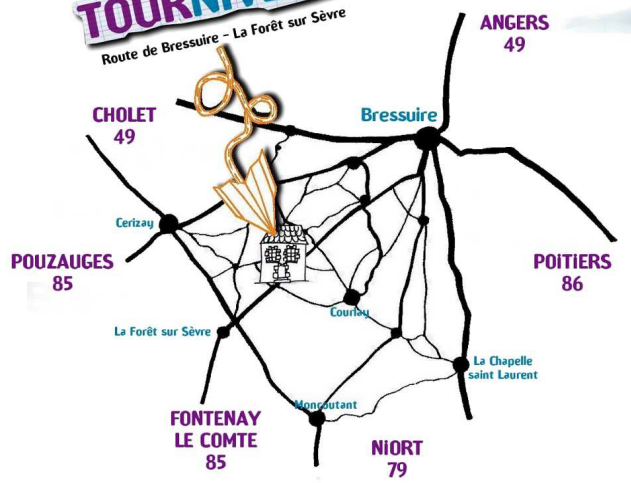 Route de Bressuire - La Forêt sur Sèvre
ANGERS
49
CHOLET
49
Bressuire
Cerizay
POUZAUGES
85
POiTiERS
86
Courlay
La Forêt sur Sèvre
La Chapelle
saint Laurent
Moncoutant
FONTENAY
LE COMTE
85
NiORT
79